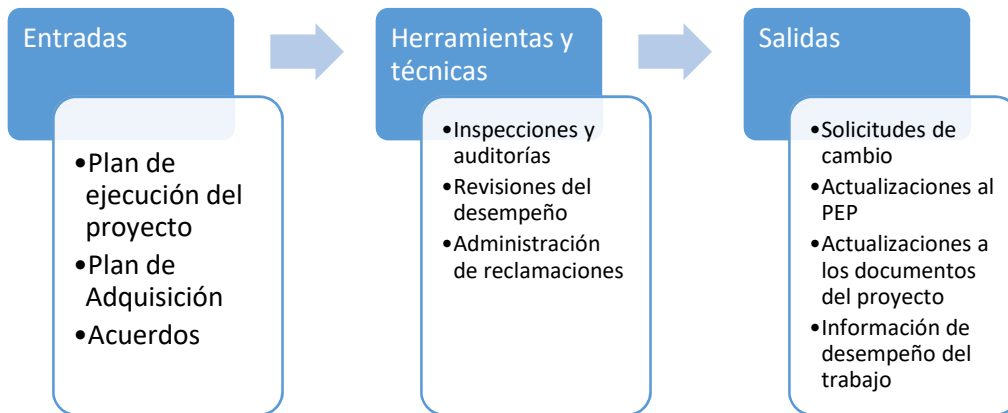 Entradas
•Plan de
ejecución del
proyecto
•Plan de
Adquisición
•Acuerdos
Herramientas y
técnicas
•Inspecciones y
auditorías
•Revisiones del
desempeño
•Administración
de reclamaciones
Salidas
•Solicitudes de
cambio
•Actualizaciones al
PEP
•Actualizaciones a
los documentos
del proyecto
•Información de
desempeño del
trabajo